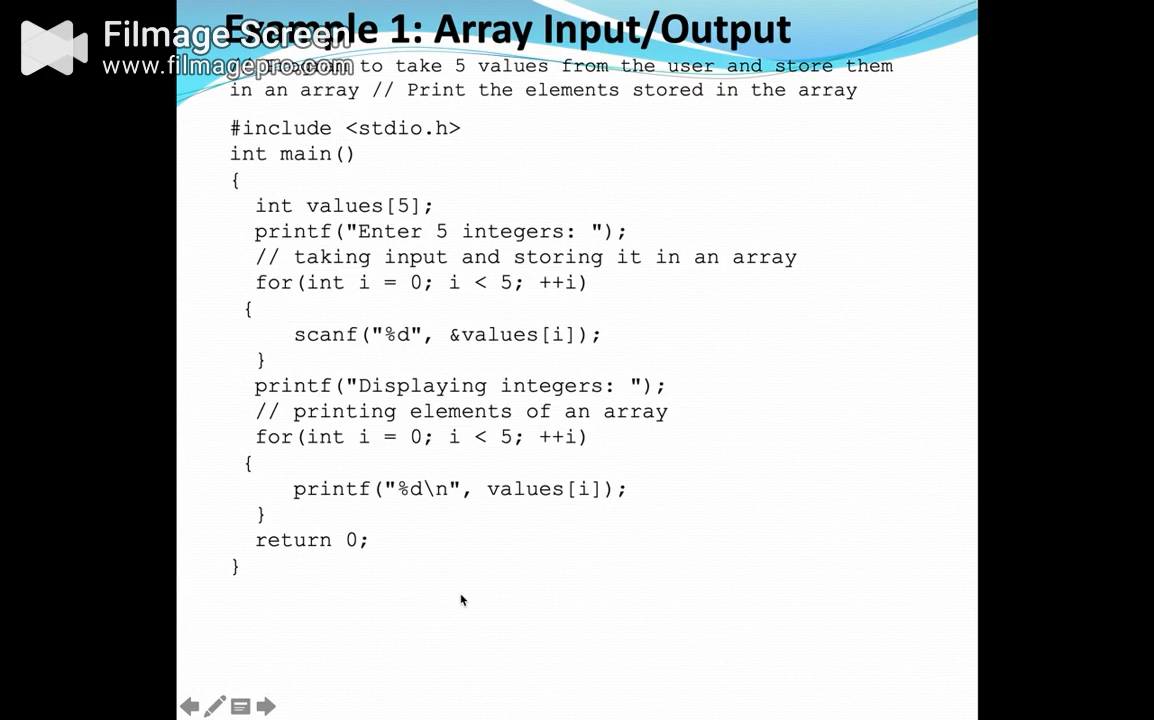 Example 1: Array Input/Output
Filmage Screen
www.filmagepro.com
to take 5 values from the user and store them
in an array // Print the elements stored in the array
#include <stdio.h>
int main()
{
int values[5];
printf("Enter 5 integers: ");
// taking input and storing it in an array
for(int i = 0; i < 5; ++i)
{
scanf("%d", &values[i]);
}
printf("Displaying integers: ");
// printing elements of an array
for(int i = 0; i < 5; ++i)
{
printf("%d\n", values[i]);
}
return 0;
}